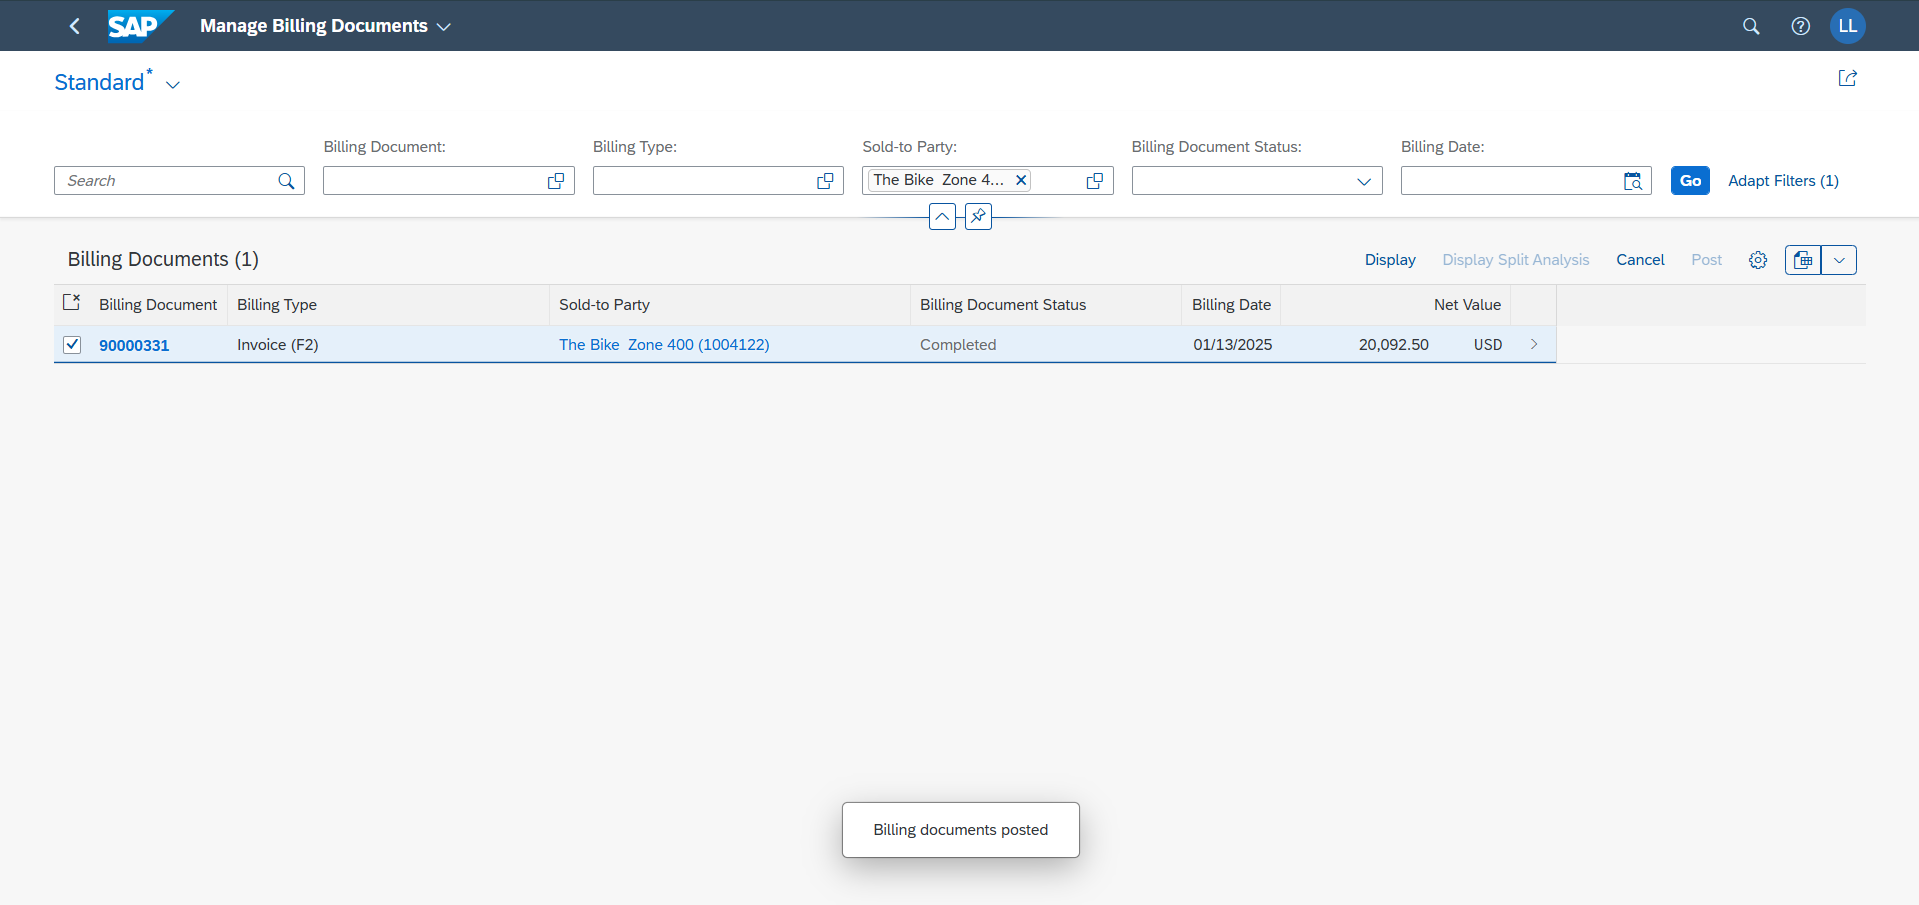 SAP Manage Billing Documents LL
Standard*
Billing Document: Billing Type: Sold-to Party: Billing Document Status: Billing Date:
Search The Bike  Zone 4... Go Adapt Filters (1)
Billing Documents (1) Display Display Split Analysis Cancel Post
Billing Document Billing Type Sold-to Party Billing Document Status Billing Date Net Value
90000331 Invoice (F2) The Bike  Zone 400 (1004122) Completed 01/13/2025 20,092.50 USD
Billing documents posted